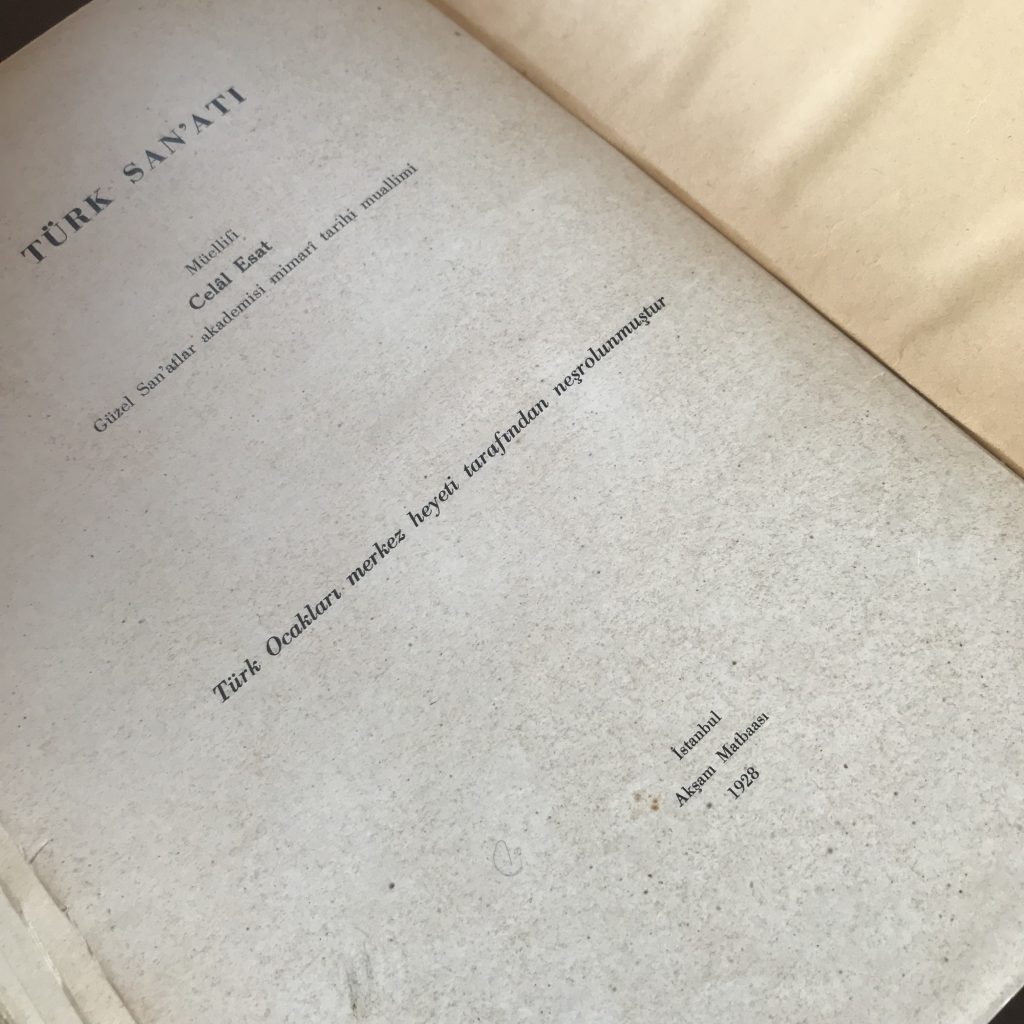 TÜRK SAN'ATI
Müellifi
Celâl Esat
Güzel San'atlar akademisi mimarî tarihi muallimi
Türk Ocakları merkez heyeti tarafından neşrolunmuştur
İstanbul
Akşam Matbaası
1928